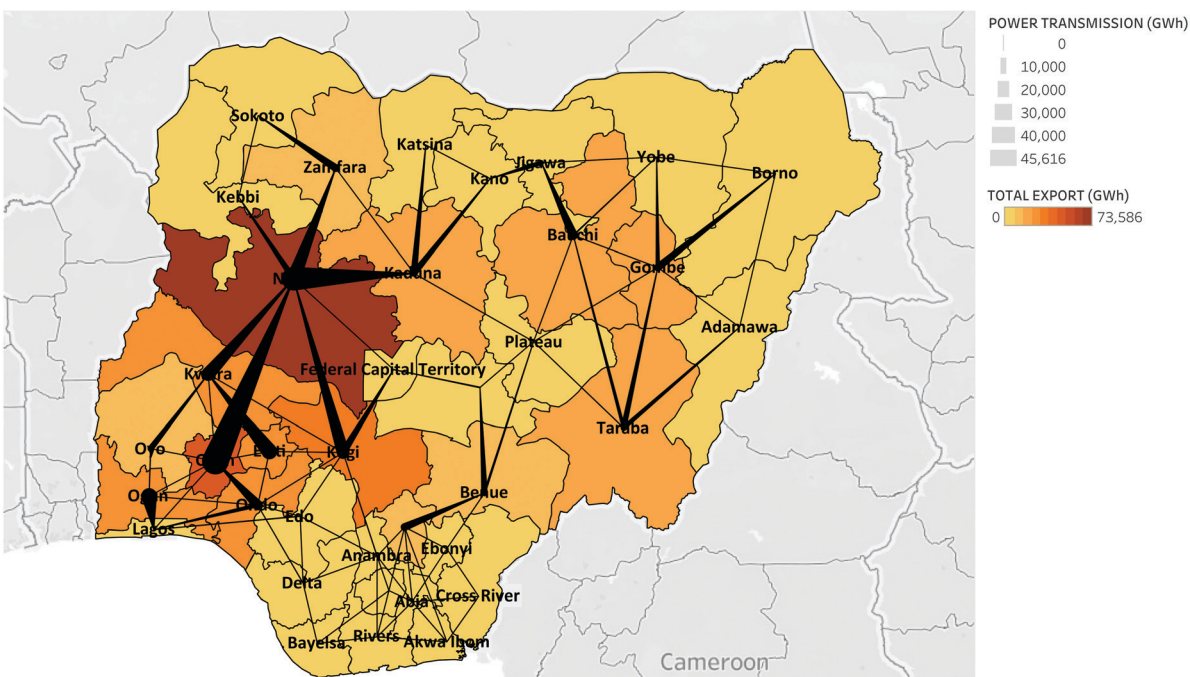 POWER TRANSMISSION (GWh)
0
10,000
20,000
30,000
40,000
45,616
TOTAL EXPORT (GWh)
0 73,586
Sokoto
Katsina
Zamfara
Jigawa
Yobe
Kano
Borno
Kebbi
Bauchi
Gombe
Kaduna
Adamawa
Plateau
Federal Capital Territory
Kwara
Taraba
Oyo
Ekiti
Kogi
Benue
Ogun
Ondo
Edo
Lagos
Anambra
Ebonyi
Delta
Abia
Cross River
Bayelsa
Rivers
Akwa Ibom
Cameroon